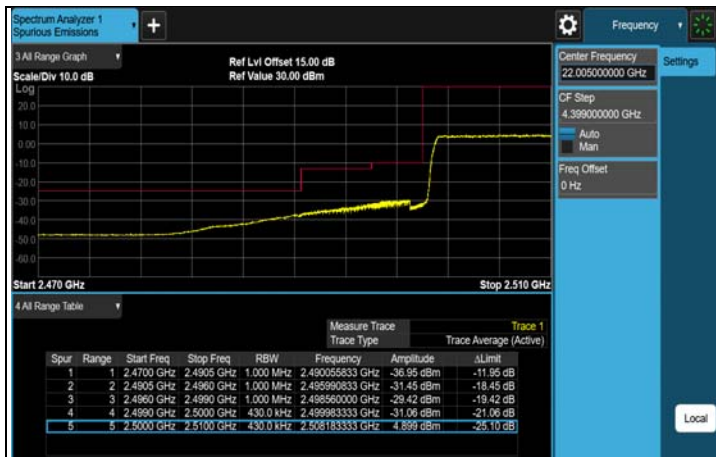 Spectrum Analyzer 1
Spurious Emissions
Frequency
3 All Range Graph
Scale/Div 10.0 dB
Ref Lvl Offset 15.00 dB
Ref Value 30.00 dBm
Log
20.0
10.0
0.00
-10.0
-20.0
-30.0
-40.0
-50.0
-60.0
Start 2.470 GHz
Stop 2.510 GHz
Center Frequency
22.005000000 GHz
Settings
CF Step
4.399000000 GHz
Auto
Man
Freq Offset
0 Hz
4 All Range Table
Measure Trace Trace 1
Trace Type Trace Average (Active)
Spur Range Start Freq Stop Freq RBW Frequency Amplitude ΔLimit
1 1 2.4700 GHz 2.4905 GHz 1.000 MHz 2.490055833 GHz -36.95 dBm -11.95 dB
2 2 2.4905 GHz 2.4960 GHz 1.000 MHz 2.495990833 GHz -31.45 dBm -18.45 dB
3 3 2.4960 GHz 2.4990 GHz 1.000 MHz 2.498560000 GHz -29.42 dBm -19.42 dB
4 4 2.4990 GHz 2.5000 GHz 430.0 kHz 2.499983333 GHz -31.06 dBm -21.06 dB
5 5 2.5000 GHz 2.5100 GHz 430.0 kHz 2.508183333 GHz 4.899 dBm -25.10 dB
Local